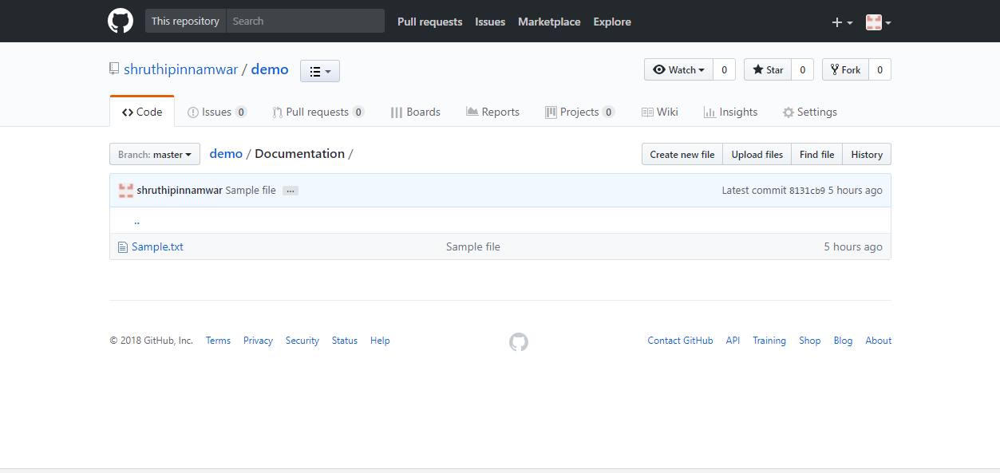 This repository Search Pull requests Issues Marketplace Explore
shruthipinnamwar / demo Watch 0 Star 0 Fork 0
Code Issues 0 Pull requests 0 Boards Reports Projects 0 Wiki Insights Settings
Branch: master demo / Documentation / Create new file Upload files Find file History
shruthipinnamwar Sample file ... Latest commit 8131cb9 5 hours ago
..
Sample.txt Sample file 5 hours ago
© 2018 GitHub, Inc. Terms Privacy Security Status Help Contact GitHub API Training Shop Blog About